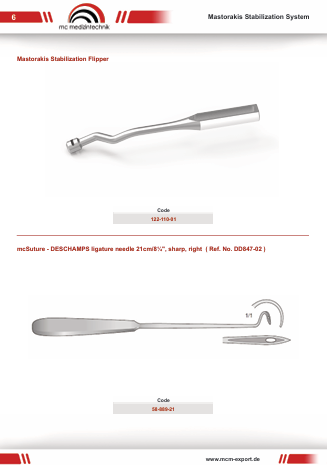 6
mc medizintechnik
Mastorakis Stabilization System
Mastorakis Stabilization Flipper
Code
122-110-01
mcSuture - DESCHAMPS ligature needle 21cm/8¼", sharp, right ( Ref. No. DD847-02 )
1/1
Code
58-889-21
www.mcm-export.de